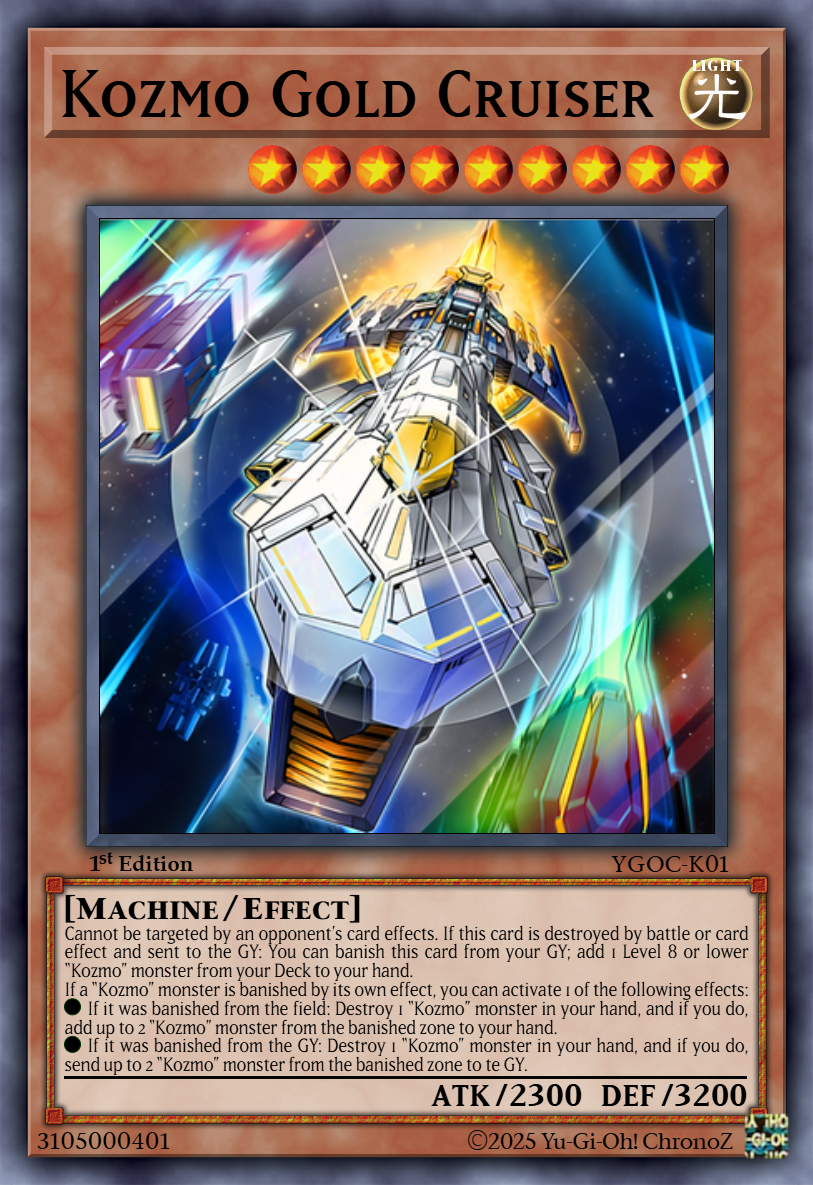 Kozmo Gold Cruiser
LIGHT
光
1st Edition
YGOC-K01
[Machine/Effect]
Cannot be targeted by an opponent's card effects. If this card is destroyed by battle or card
effect and sent to the GY: You can banish this card from your GY; add 1 Level 8 or lower
"Kozmo" monster from your Deck to your hand.
If a "Kozmo" monster is banished by its own effect, you can activate 1 of the following effects:
● If it was banished from the field: Destroy 1 "Kozmo" monster in your hand, and if you do,
add up to 2 "Kozmo" monster from the banished zone to your hand.
● If it was banished from the GY: Destroy 1 "Kozmo" monster in your hand, and if you do,
send up to 2 "Kozmo" monster from the banished zone to te GY.
ATK/2300 DEF/3200
3105000401
©2025 Yu-Gi-Oh! ChronoZ